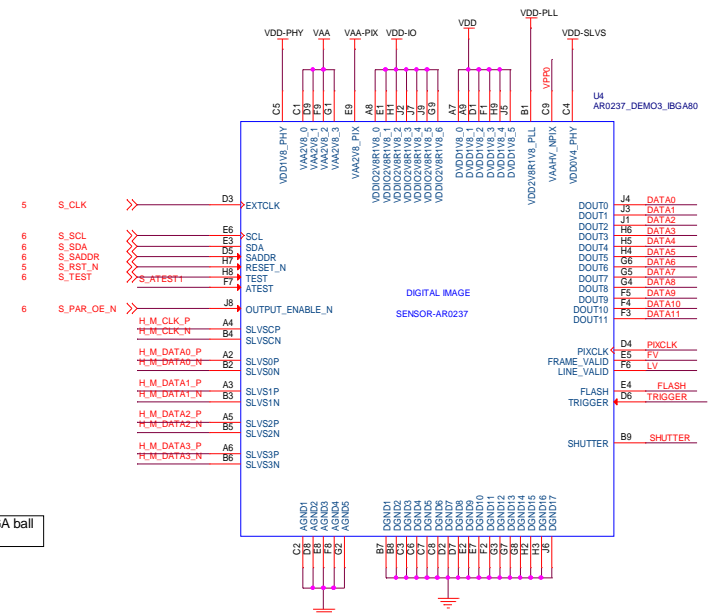 VDD-PLL
VDD
VDD-PHY VAA VAA-PIX VDD-IO VDD-SLVS
VPP0
U4
AR0237_DEMO3_IBGA80
C5 C1 D9 F9 G1 E9 A8 E1 H1 J2 J7 J9 G9 A7 A9 D1 F1 H9 J5 B1 C9 C4
VDD1V8_PHY
VAA2V8_0
VAA2V8_1
VAA2V8_2
VAA2V8_3
VAA2V8_PIX
VDDIO2V8R1V8_0
VDDIO2V8R1V8_1
VDDIO2V8R1V8_2
VDDIO2V8R1V8_3
VDDIO2V8R1V8_4
VDDIO2V8R1V8_5
VDDIO2V8R1V8_6
DVDD1V8_0
DVDD1V8_1
DVDD1V8_2
DVDD1V8_3
DVDD1V8_4
DVDD1V8_5
VDD2V8R1V8_PLL
VAAHV_NPIX
VDD0V4_PHY
5 S_CLK D3 EXTCLK
6 S_SCL E6 SCL
6 S_SDA E3 SDA
6 S_SADDR D5 SADDR
5 S_RST_N H7 RESET_N
6 S_TEST H8 TEST
S_ATEST1 F7 ATEST
6 S_PAR_OE_N J8 OUTPUT_ENABLE_N
H_M_CLK_P A4 SLVSCP
H_M_CLK_N B4 SLVSCN
H_M_DATA0_P A2 SLVS0P
H_M_DATA0_N B2 SLVS0N
H_M_DATA1_P A3 SLVS1P
H_M_DATA1_N B3 SLVS1N
H_M_DATA2_P A5 SLVS2P
H_M_DATA2_N B5 SLVS2N
H_M_DATA3_P A6 SLVS3P
H_M_DATA3_N B6 SLVS3N
DIGITAL IMAGE
SENSOR-AR0237
DOUT0 J4 DATA0
DOUT1 J3 DATA1
DOUT2 J1 DATA2
DOUT3 H6 DATA3
DOUT4 H5 DATA4
DOUT5 H4 DATA5
DOUT6 G6 DATA6
DOUT7 G5 DATA7
DOUT8 G4 DATA8
DOUT9 F5 DATA9
DOUT10 F4 DATA10
DOUT11 F3 DATA11
PIXCLK D4 PIXCLK
FRAME_VALID E5 FV
LINE_VALID F6 LV
FLASH E4 FLASH
TRIGGER D6 TRIGGER
SHUTTER B9 SHUTTER
AGND1
AGND2
AGND3
AGND4
AGND5
DGND1
DGND2
DGND3
DGND4
DGND5
DGND6
DGND7
DGND8
DGND9
DGND10
DGND11
DGND12
DGND13
DGND14
DGND15
DGND16
DGND17
C2 D8 E8 F8 G2 B7 B8 C3 C6 C7 C8 D2 D7 E2 E7 F2 G3 G7 G8 H2 H3 J6
GA ball